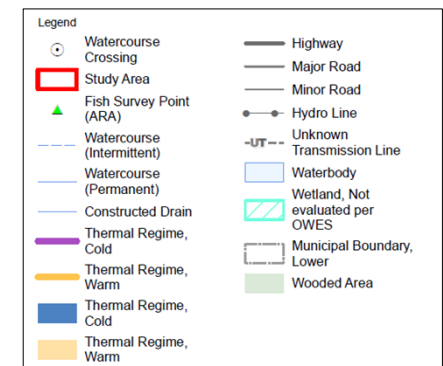 Legend
Watercourse
Crossing
Study Area
Fish Survey Point
(ARA)
Watercourse
(Intermittent)
Watercourse
(Permanent)
Constructed Drain
Thermal Regime,
Cold
Thermal Regime,
Warm
Thermal Regime,
Cold
Thermal Regime,
Warm
Highway
Major Road
Minor Road
Hydro Line
-UT-- Unknown
Transmission Line
Waterbody
Wetland, Not
evaluated per
OWES
Municipal Boundary,
Lower
Wooded Area